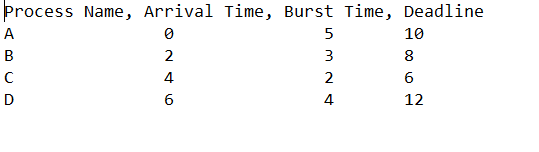 Process Name, Arrival Time, Burst Time, Deadline
A 0 5 10
B 2 3 8
C 4 2 6
D 6 4 12